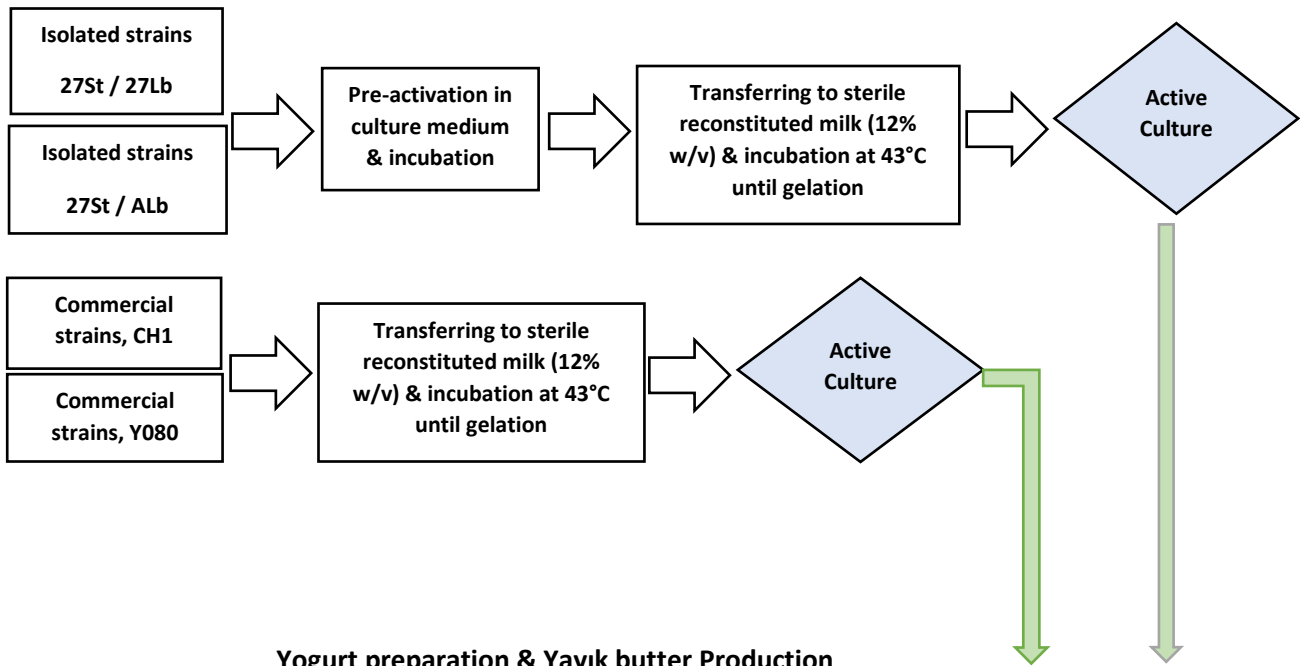 Isolated strains
27St / 27Lb
Isolated strains
27St / ALb
Pre-activation in
culture medium
& incubation
Transferring to sterile
reconstituted milk (12%
w/v) & incubation at 43°C
until gelation
Active
Culture
Commercial
strains, CH1
Commercial
strains, Y080
Transferring to sterile
reconstituted milk (12%
w/v) & incubation at 43°C
until gelation
Active
Culture
Yogurt preparation & Yayık butter Production